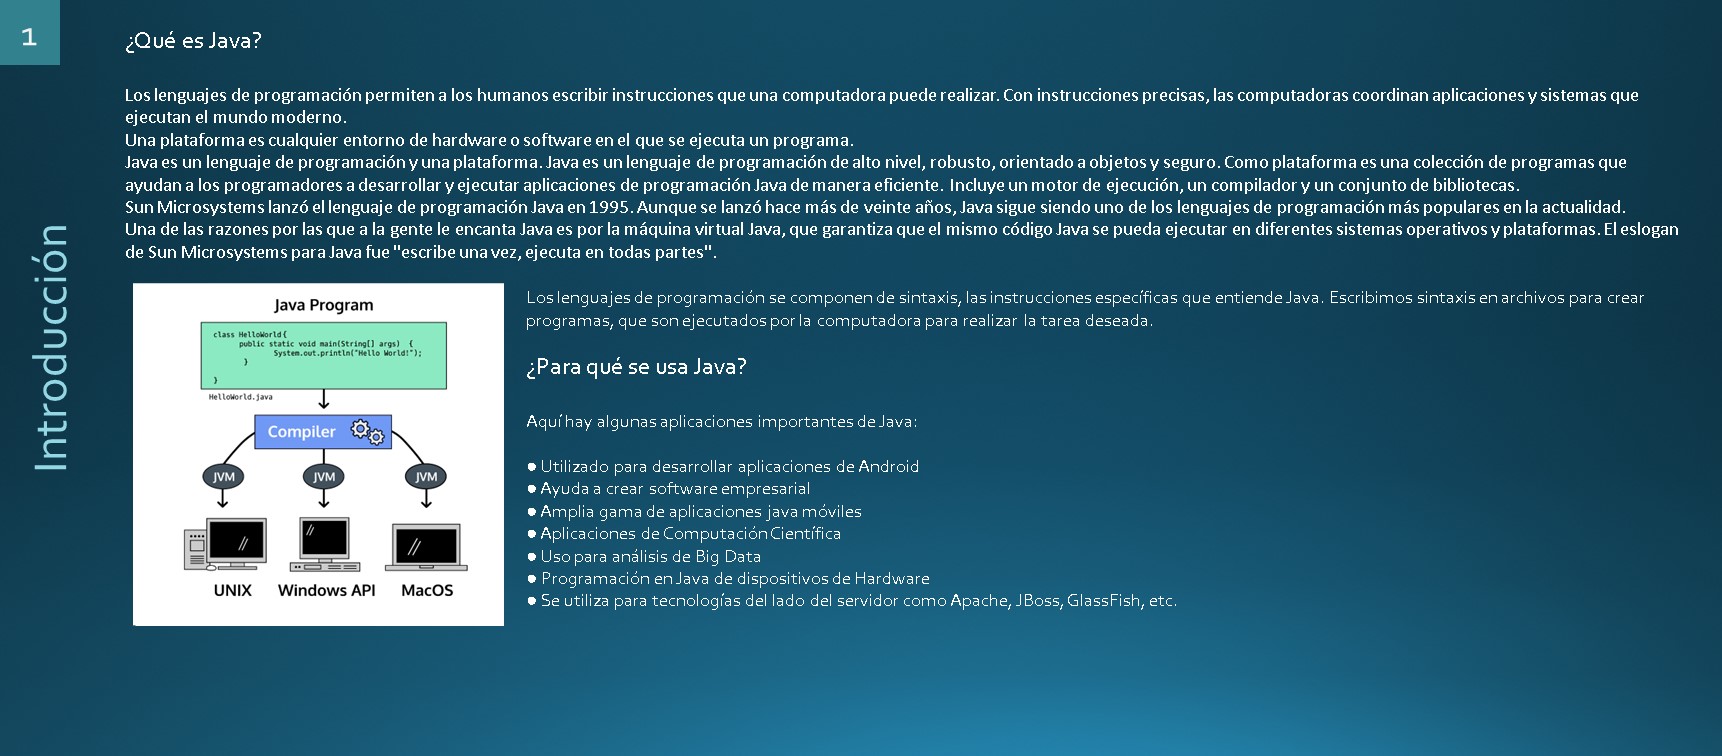 1
Introducción
¿Qué es Java?
Los lenguajes de programación permiten a los humanos escribir instrucciones que una computadora puede realizar. Con instrucciones precisas, las computadoras coordinan aplicaciones y sistemas que
ejecutan el mundo moderno.
Una plataforma es cualquier entorno de hardware o software en el que se ejecuta un programa.
Java es un lenguaje de programación y una plataforma. Java es un lenguaje de programación de alto nivel, robusto, orientado a objetos y seguro. Como plataforma es una colección de programas que
ayudan a los programadores a desarrollar y ejecutar aplicaciones de programación Java de manera eficiente. Incluye un motor de ejecución, un compilador y un conjunto de bibliotecas.
Sun Microsystems lanzó el lenguaje de programación Java en 1995. Aunque se lanzó hace más de veinte años, Java sigue siendo uno de los lenguajes de programación más populares en la actualidad.
Una de las razones por las que a la gente le encanta Java es por la máquina virtual Java, que garantiza que el mismo código Java se pueda ejecutar en diferentes sistemas operativos y plataformas. El eslogan
de Sun Microsystems para Java fue "escribe una vez, ejecuta en todas partes".
Java Program
class HelloWorld{
public static void main(String[] args) {
System.out.println("Hello World!");
}
}
HelloWorld.java
Compiler
JVM JVM JVM
UNIX Windows API MacOS
Los lenguajes de programación se componen de sintaxis, las instrucciones específicas que entiende Java. Escribimos sintaxis en archivos para crear
programas, que son ejecutados por la computadora para realizar la tarea deseada.
¿Para qué se usa Java?
Aquí hay algunas aplicaciones importantes de Java:
● Utilizado para desarrollar aplicaciones de Android
● Ayuda a crear software empresarial
● Amplia gama de aplicaciones java móviles
● Aplicaciones de Computación Científica
● Uso para análisis de Big Data
● Programación en Java de dispositivos de Hardware
● Se utiliza para tecnologías del lado del servidor como Apache, JBoss, GlassFish, etc.